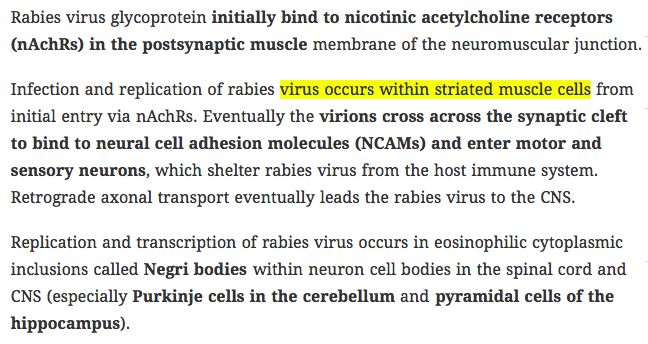 Rabies virus glycoprotein initially bind to nicotinic acetylcholine receptors
(nAchRs) in the postsynaptic muscle membrane of the neuromuscular junction.
Infection and replication of rabies virus occurs within striated muscle cells from
initial entry via nAchRs. Eventually the virions cross across the synaptic cleft
to bind to neural cell adhesion molecules (NCAMs) and enter motor and
sensory neurons, which shelter rabies virus from the host immune system.
Retrograde axonal transport eventually leads the rabies virus to the CNS.
Replication and transcription of rabies virus occurs in eosinophilic cytoplasmic
inclusions called Negri bodies within neuron cell bodies in the spinal cord and
CNS (especially Purkinje cells in the cerebellum and pyramidal cells of the
hippocampus).